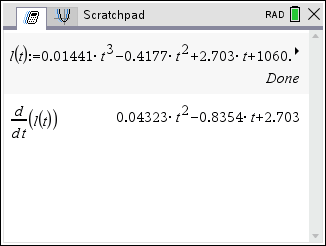 Scratchpad RAD
l(t):=0.01441·t³−0.4177·t²+2.703·t+1060.
Done
d/dt(l(t)) 0.04323·t²−0.8354·t+2.703